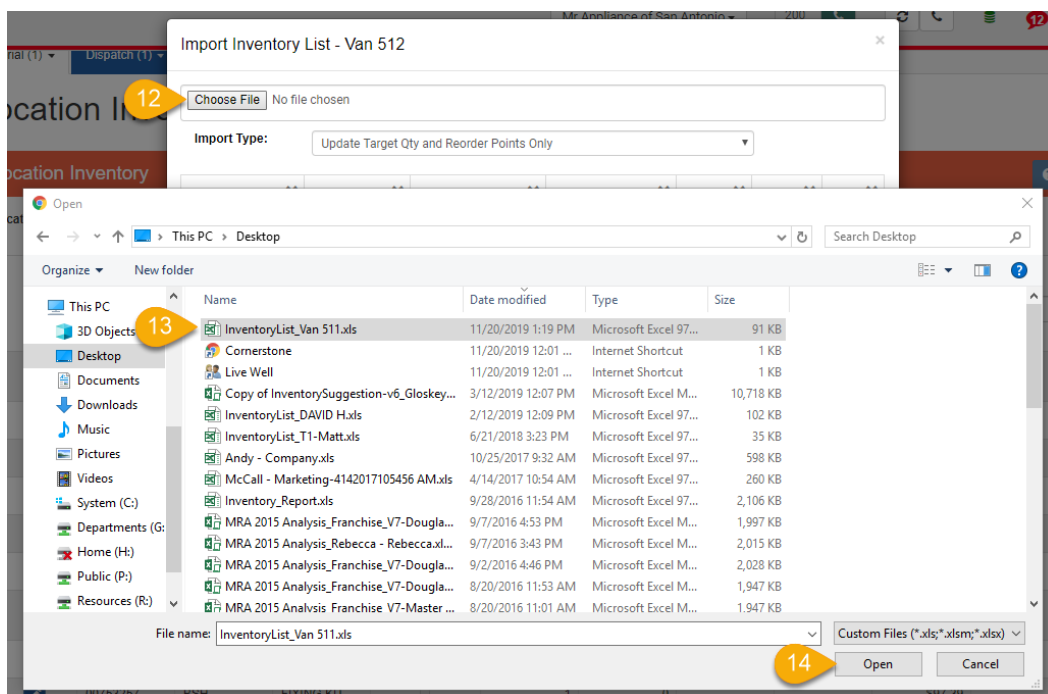 Mr Appliance of San Antonio
200
12
Import Inventory List - Van 512
×
rial (1)
Dispatch (1)
12
Choose File No file chosen
ocation In
Import Type: Update Target Qty and Reorder Points Only
ocation Inventory
Open
ocat
This PC > Desktop
Search Desktop
Organize New folder
Name Date modified Type Size
This PC
3D Objects
Desktop
Documents
Downloads
Music
Pictures
Videos
System (C:)
Departments (G:
Home (H:)
Public (P:)
Resources (R:)
13
InventoryList_Van 511.xls 11/20/2019 1:19 PM Microsoft Excel 97... 91 KB
Cornerstone 11/20/2019 12:01 ... Internet Shortcut 1 KB
Live Well 11/20/2019 12:01 ... Internet Shortcut 1 KB
Copy of InventorySuggestion-v6_Gloskey... 3/12/2019 12:07 PM Microsoft Excel M... 10,718 KB
InventoryList_DAVID H.xls 2/12/2019 12:09 PM Microsoft Excel 97... 102 KB
InventoryList_T1-Matt.xls 6/21/2018 3:23 PM Microsoft Excel 97... 35 KB
Andy - Company.xls 10/25/2017 9:32 AM Microsoft Excel 97... 598 KB
McCall - Marketing-4142017105456 AM.xls 4/14/2017 10:54 AM Microsoft Excel 97... 260 KB
Inventory_Report.xls 9/28/2016 11:54 AM Microsoft Excel 97... 2,106 KB
MRA 2015 Analysis_Franchise_V7-Dougla... 9/7/2016 4:53 PM Microsoft Excel M... 1,997 KB
MRA 2015 Analysis_Rebecca - Rebecca.xl... 9/7/2016 3:43 PM Microsoft Excel M... 2,015 KB
MRA 2015 Analysis_Franchise_V7-Dougla... 9/2/2016 4:46 PM Microsoft Excel M... 2,028 KB
MRA 2015 Analysis_Franchise_V7-Dougla... 8/20/2016 11:53 AM Microsoft Excel M... 1,947 KB
MRA 2015 Analysis Franchise V7-Master ... 8/20/2016 11:01 AM Microsoft Excel M... 1,947 KB
File name: InventoryList_Van 511.xls
Custom Files (*.xls;*.xlsm;*.xlsx)
14
Open Cancel